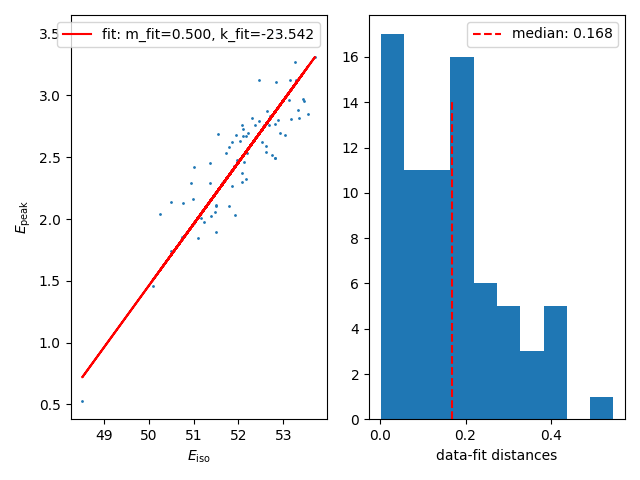 fit: m_fit=0.500, k_fit=-23.542
3.5
3.0
2.5
2.0
1.5
1.0
0.5
E_peak
49 50 51 52 53
E_iso
median: 0.168
16
14
12
10
8
6
4
2
0
0.0 0.2 0.4
data-fit distances